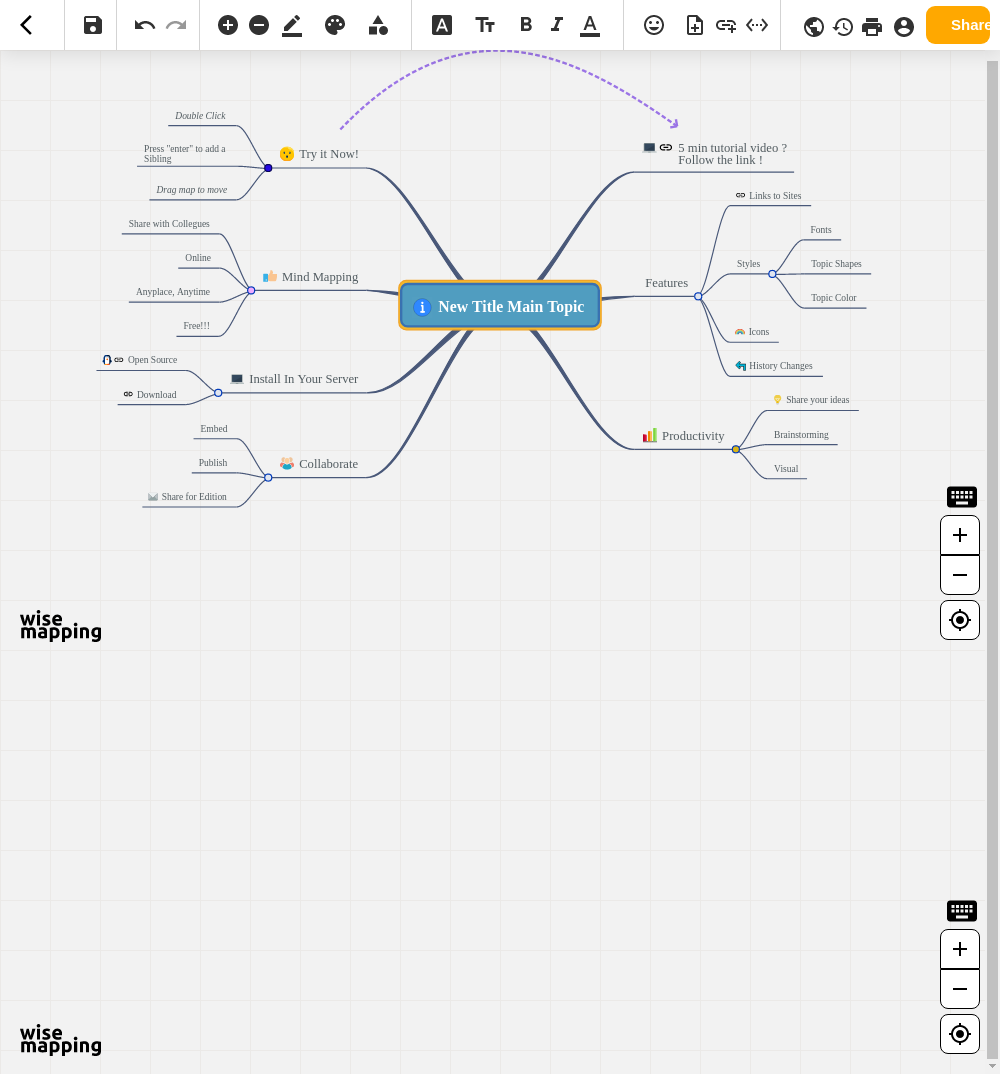 Share
Double Click
Press "enter" to add a
Sibling
Drag map to move
Try it Now!
Share with Collegues
Online
Anyplace, Anytime
Free!!!
Mind Mapping
Open Source
Download
Install In Your Server
Embed
Publish
Share for Edition
Collaborate
New Title Main Topic
5 min tutorial video ?
Follow the link !
Features
Links to Sites
Styles
Fonts
Topic Shapes
Topic Color
Icons
History Changes
Productivity
Share your ideas
Brainstorming
Visual
wise
mapping
wise
mapping